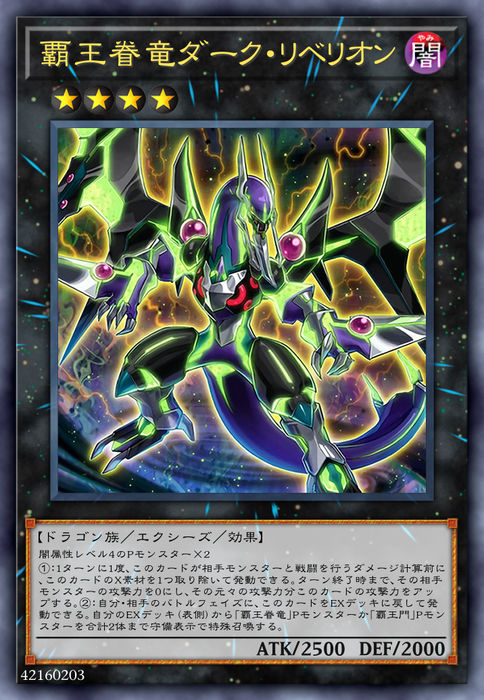 覇王眷竜ダーク・リベリオン
やみ
闇
【ドラゴン族/エクシーズ/効果】
闇属性レベル4のPモンスター×2
①:1ターンに1度、このカードが相手モンスターと戦闘を行うダメージ計算前に
、このカードのX素材を1つ取り除いて発動できる。ターン終了時まで、その相手
モンスターの攻撃力を0にし、その元々の攻撃力分このカードの攻撃力をアッ
プする。②:自分・相手のバトルフェイズに、このカードをEXデッキに戻して発
動できる。自分のEXデッキ(表側)から「覇王眷竜」Pモンスターか「覇王門」Pモ
ンスターを合計2体まで守備表示で特殊召喚する。
ATK/2500 DEF/2000
42160203